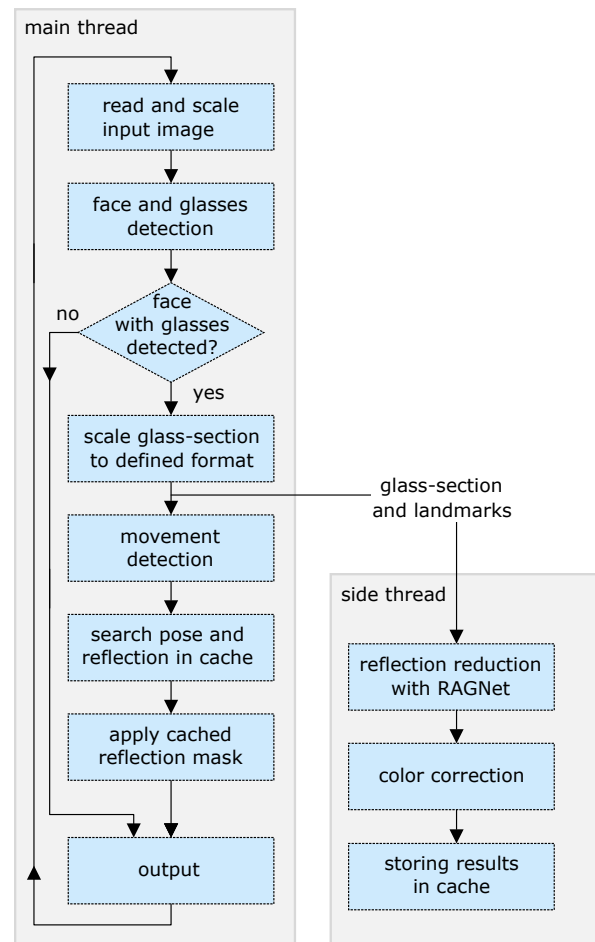 main thread
read and scale
input image
face and glasses
detection
face
with glasses
detected?
no
yes
scale glass-section
to defined format
glass-section
and landmarks
movement
detection
search pose and
reflection in cache
apply cached
reflection mask
output
side thread
reflection reduction
with RAGNet
color correction
storing results
in cache